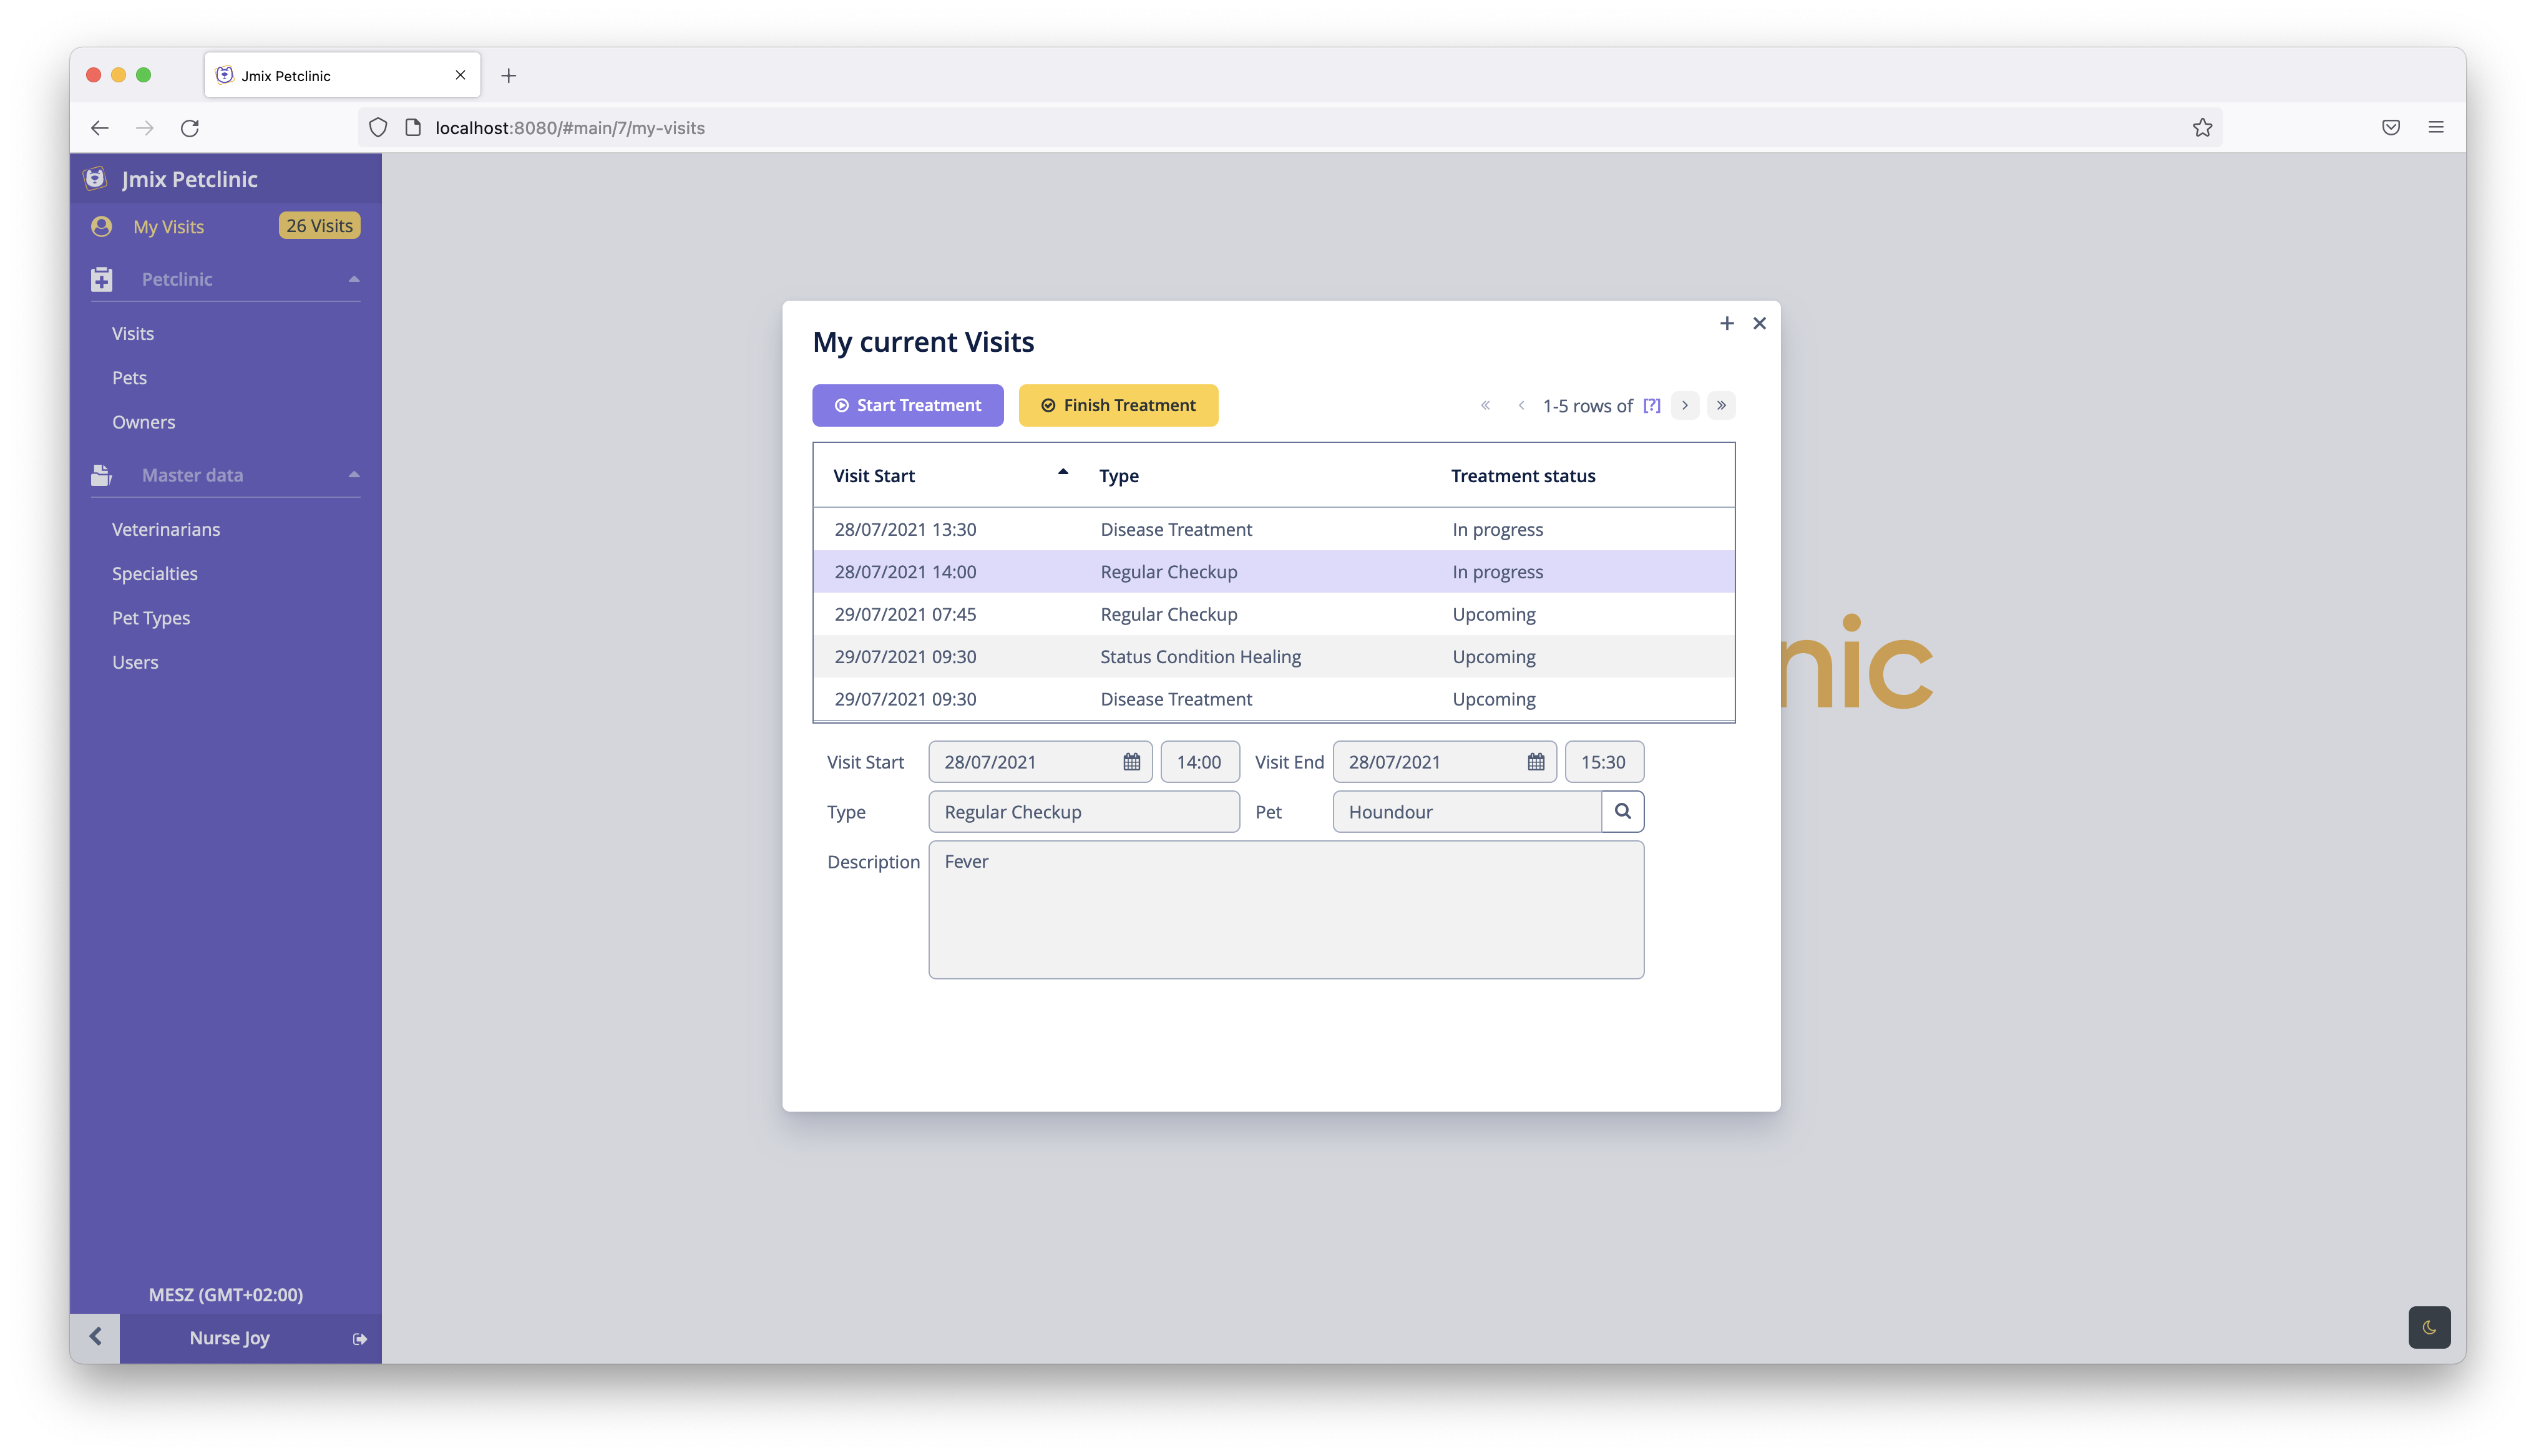 Jmix Petclinic
localhost:8080/#main/7/my-visits
Jmix Petclinic
My Visits 26 Visits
Petclinic
Visits
Pets
Owners
Master data
Veterinarians
Specialties
Pet Types
Users
MESZ (GMT+02:00)
Nurse Joy
My current Visits
Start Treatment Finish Treatment 1-5 rows of [?]
Visit Start Type Treatment status
28/07/2021 13:30 Disease Treatment In progress
28/07/2021 14:00 Regular Checkup In progress
29/07/2021 07:45 Regular Checkup Upcoming
29/07/2021 09:30 Status Condition Healing Upcoming
29/07/2021 09:30 Disease Treatment Upcoming
Visit Start 28/07/2021 14:00 Visit End 28/07/2021 15:30
Type Regular Checkup Pet Houndour
Description Fever
nic